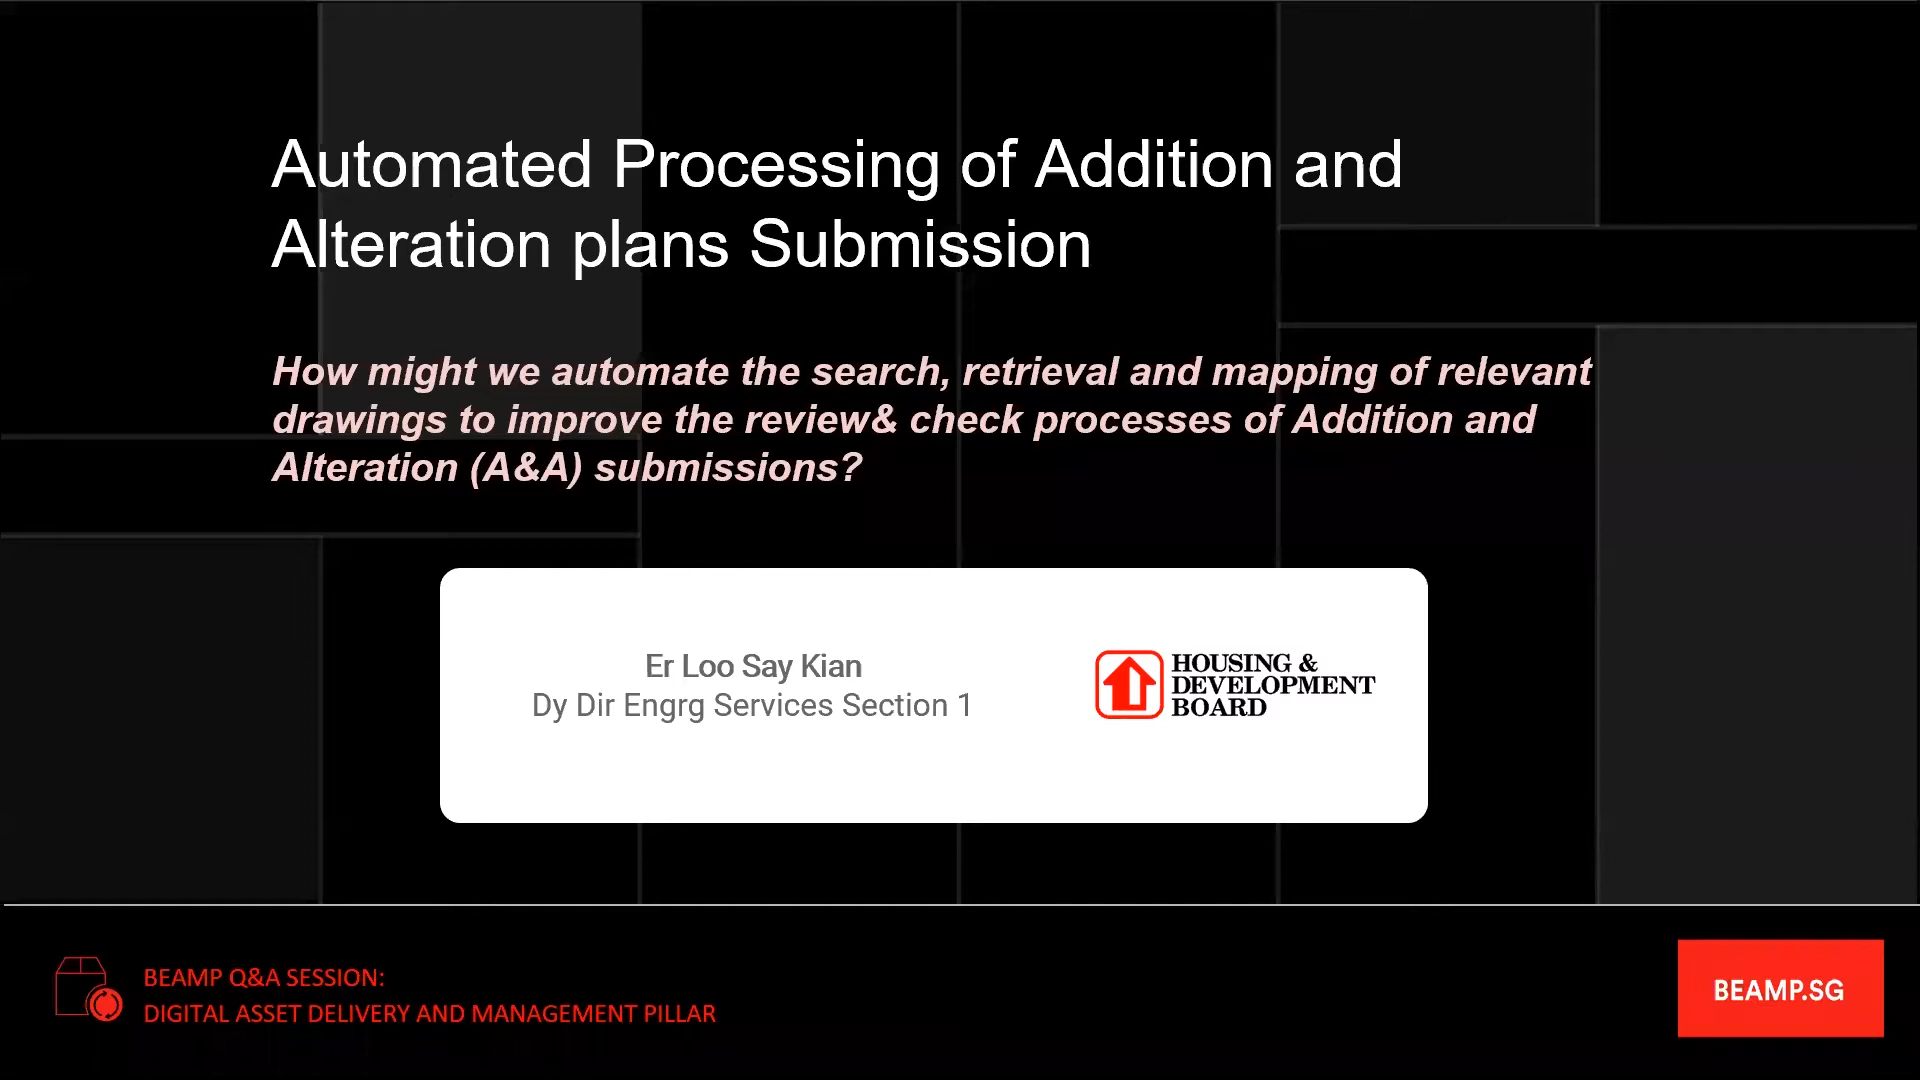 Automated Processing of Addition and
Alteration plans Submission
How might we automate the search, retrieval and mapping of relevant
drawings to improve the review& check processes of Addition and
Alteration (A&A) submissions?
Er Loo Say Kian
Dy Dir Engrg Services Section 1
HOUSING &
DEVELOPMENT
BOARD
BEAMP Q&A SESSION:
DIGITAL ASSET DELIVERY AND MANAGEMENT PILLAR
BEAMP.SG